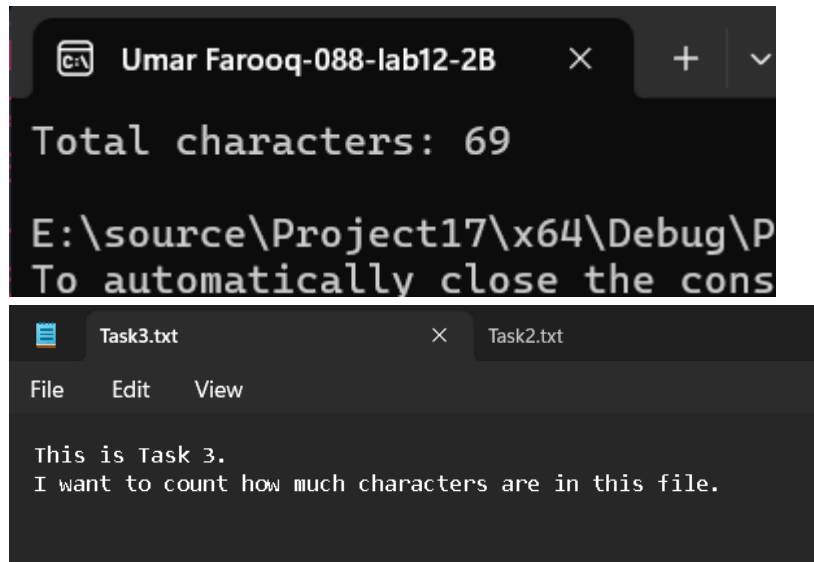 Umar Farooq-088-lab12-2B
Total characters: 69
E:\source\Project17\x64\Debug\P
To automatically close the cons
Task3.txt Task2.txt
File Edit View
This is Task 3.
I want to count how much characters are in this file.